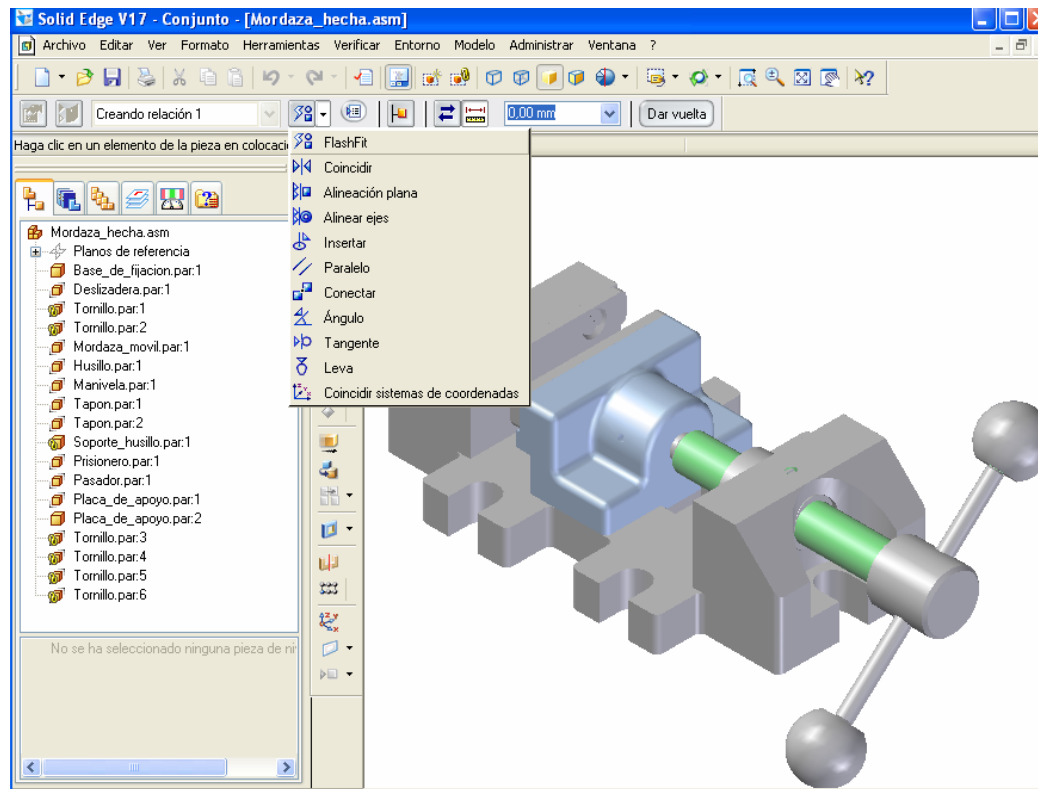 Solid Edge V17 - Conjunto - [Mordaza_hecha.asm]
Archivo Editar Ver Formato Herramientas Verificar Entorno Modelo Administrar Ventana ?
Creando relación 1 0,00 mm Dar vuelta
Haga clic en un elemento de la pieza en colocaci
FlashFit
Coincidir
Alineación plana
Alinear ejes
Insertar
Paralelo
Conectar
Ángulo
Tangente
Leva
Coincidir sistemas de coordenadas
Mordaza_hecha.asm
Planos de referencia
Base_de_fijacion.par:1
Deslizadera.par:1
Tornillo.par:1
Tornillo.par:2
Mordaza_movil.par:1
Husillo.par:1
Manivela.par:1
Tapon.par:1
Tapon.par:2
Soporte_husillo.par:1
Prisionero.par:1
Pasador.par:1
Placa_de_apoyo.par:1
Placa_de_apoyo.par:2
Tornillo.par:3
Tornillo.par:4
Tornillo.par:5
Tornillo.par:6
No se ha seleccionado ninguna pieza de ni